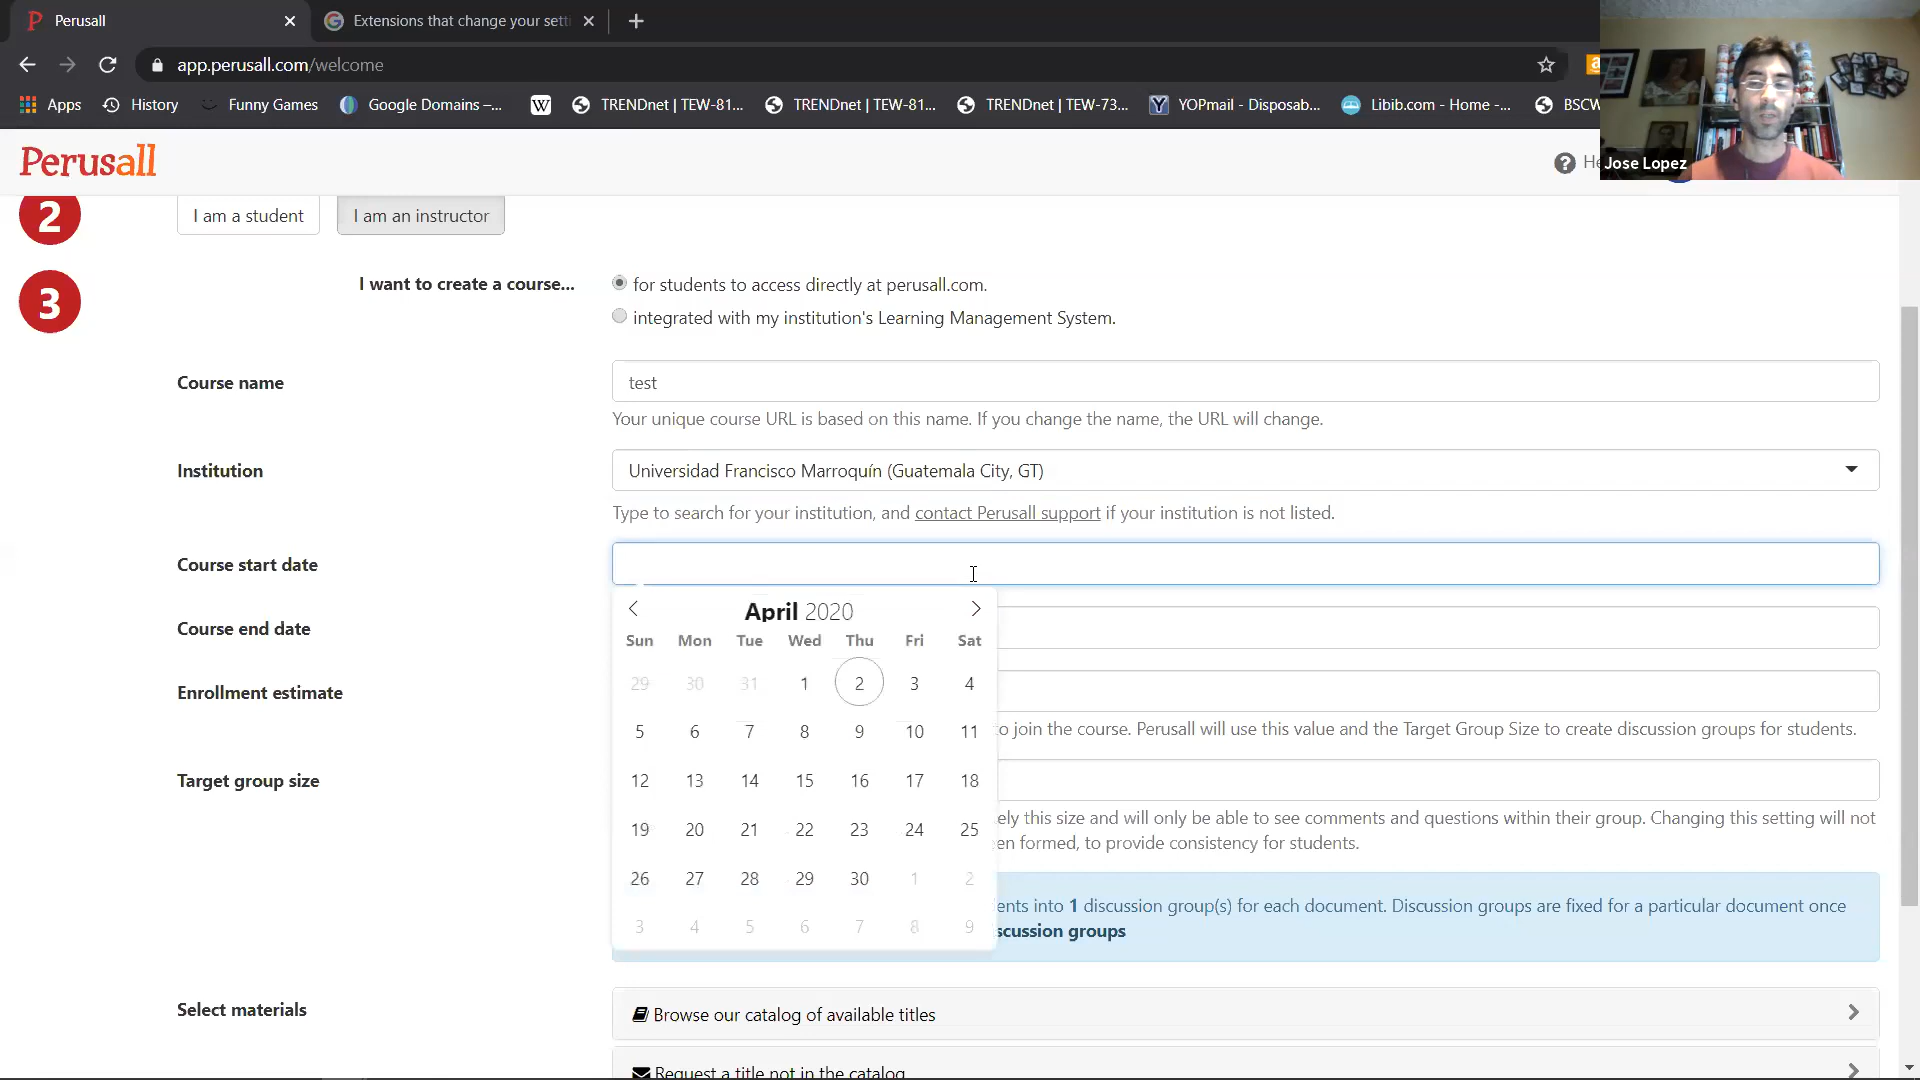 Perusall
Extensions that change your sett
app.perusall.com/welcome
Apps History Funny Games Google Domains –... W TRENDnet | TEW-81... TRENDnet | TEW-81... TRENDnet | TEW-73... YOPmail - Disposab... Libib.com - Home -... BSCW
Perusall
? He
Jose Lopez
2
I am a student
I am an instructor
3
I want to create a course...
for students to access directly at perusall.com.
integrated with my institution's Learning Management System.
Course name
test
Your unique course URL is based on this name. If you change the name, the URL will change.
Institution
Universidad Francisco Marroquín (Guatemala City, GT)
Type to search for your institution, and contact Perusall support if your institution is not listed.
Course start date
April 2020
Sun Mon Tue Wed Thu Fri Sat
29 30 31 1 2 3 4
5 6 7 8 9 10 11
12 13 14 15 16 17 18
19 20 21 22 23 24 25
26 27 28 29 30 1 2
3 4 5 6 7 8 9
Course end date
Enrollment estimate
o join the course. Perusall will use this value and the Target Group Size to create discussion groups for students.
Target group size
ely this size and will only be able to see comments and questions within their group. Changing this setting will not
en formed, to provide consistency for students.
ents into 1 discussion group(s) for each document. Discussion groups are fixed for a particular document once
scussion groups
Select materials
Browse our catalog of available titles
Request a title not in the catalog